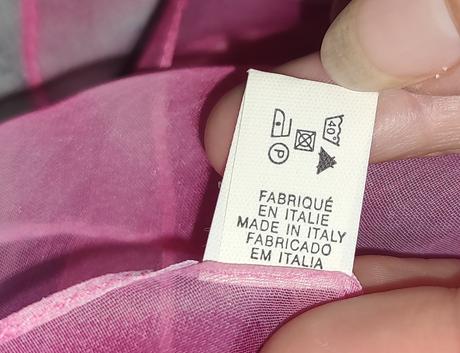 40°
P
FABRIQUÉ
EN ITALIE
MADE IN ITALY
FABRICADO
EM ITALIA